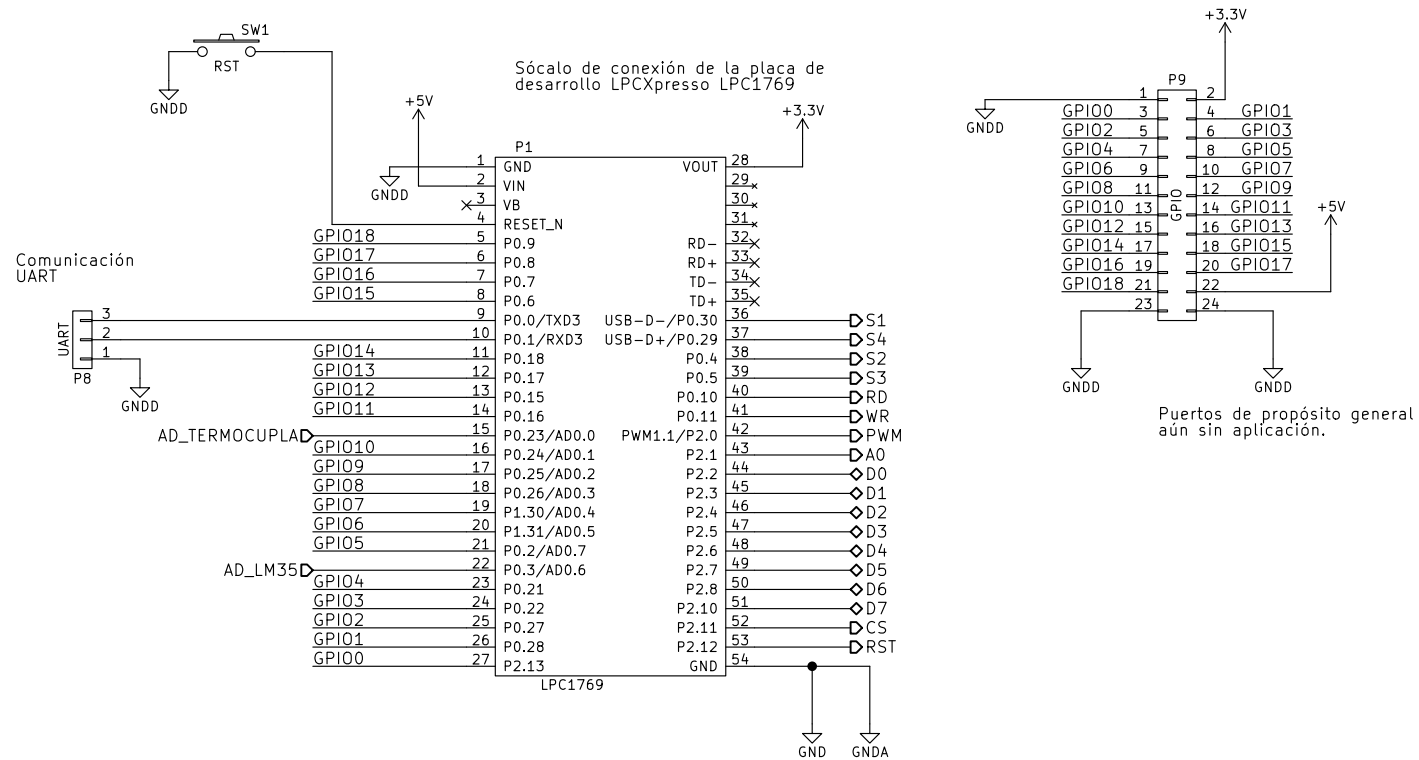 SW1
RST
GNDD
Sócalo de conexión de la placa de
desarrollo LPCXpresso LPC1769
+5V
+3.3V
GNDD
P1
1 GND
2 VIN
3 VB
4 RESET_N
GPIO18 5 P0.9
GPIO17 6 P0.8
GPIO16 7 P0.7
GPIO15 8 P0.6
9 P0.0/TXD3
10 P0.1/RXD3
GPIO14 11 P0.18
GPIO13 12 P0.17
GPIO12 13 P0.15
GPIO11 14 P0.16
AD_TERMOCUPLA 15 P0.23/AD0.0
GPIO10 16 P0.24/AD0.1
GPIO9 17 P0.25/AD0.2
GPIO8 18 P0.26/AD0.3
GPIO7 19 P1.30/AD0.4
GPIO6 20 P1.31/AD0.5
GPIO5 21 P0.2/AD0.7
AD_LM35 22 P0.3/AD0.6
GPIO4 23 P0.21
GPIO3 24 P0.22
GPIO2 25 P0.27
GPIO1 26 P0.28
GPIO0 27 P2.13
VOUT 28
29
30
31
RD- 32
RD+ 33
TD- 34
TD+ 35
USB-D-/P0.30 36 S1
USB-D+/P0.29 37 S4
P0.4 38 S2
P0.5 39 S3
P0.10 40 RD
P0.11 41 WR
PWM1.1/P2.0 42 PWM
P2.1 43 A0
P2.2 44 D0
P2.3 45 D1
P2.4 46 D2
P2.5 47 D3
P2.6 48 D4
P2.7 49 D5
P2.8 50 D6
P2.10 51 D7
P2.11 52 CS
P2.12 53 RST
GND 54
LPC1769
GND
GNDA
Comunicación
UART
UART
3
2
1
P8
GNDD
+3.3V
P9
GPIO
GNDD
1 2
GPIO0 3 4 GPIO1
GPIO2 5 6 GPIO3
GPIO4 7 8 GPIO5
GPIO6 9 10 GPIO7
GPIO8 11 12 GPIO9
GPIO10 13 14 GPIO11
GPIO12 15 16 GPIO13
GPIO14 17 18 GPIO15
GPIO16 19 20 GPIO17
GPIO18 21 22
23 24
+5V
GNDD
GNDD
Puertos de propósito general
aún sin aplicación.